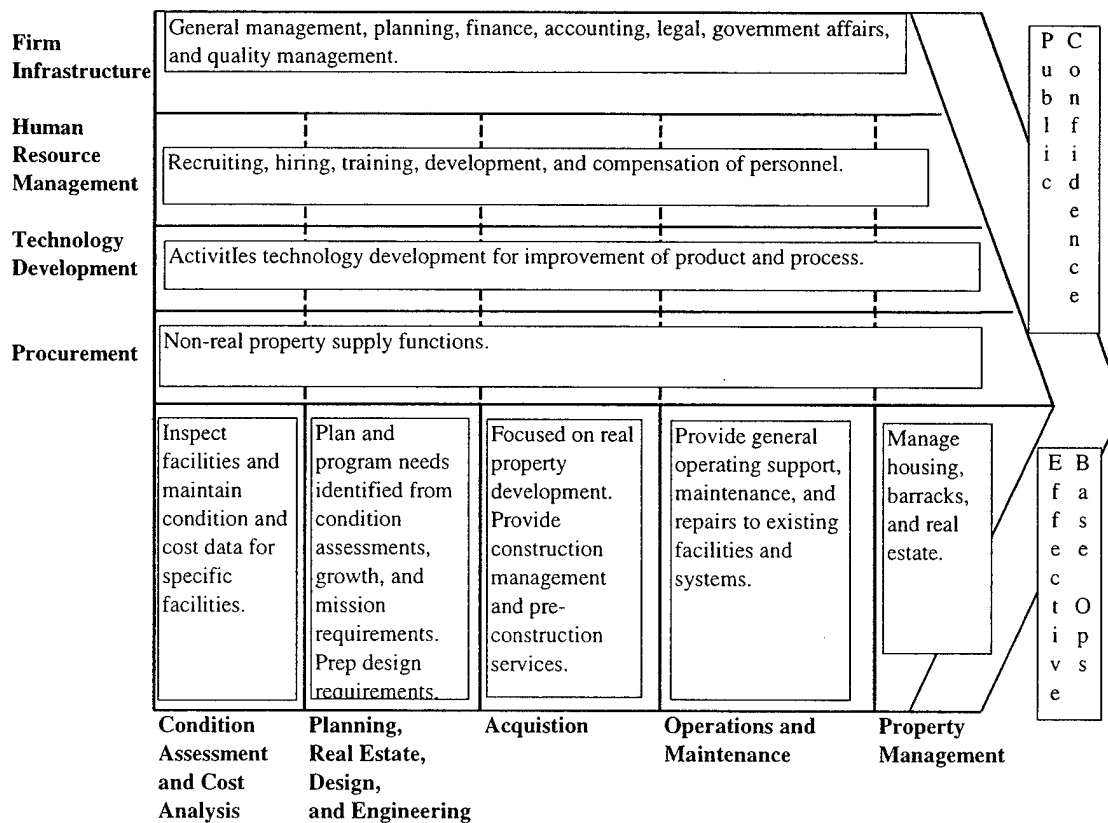 Firm
Infrastructure
General management, planning, finance, accounting, legal, government affairs,
and quality management.
Human
Resource
Management
Recruiting, hiring, training, development, and compensation of personnel.
Technology
Development
ActivitIes technology development for improvement of product and process.
Procurement
Non-real property supply functions.
Public
Confidence
Inspect
facilities and
maintain
condition and
cost data for
specific
facilities.
Plan and
program needs
identified from
condition
assessments,
growth, and
mission
requirements.
Prep design
requirements.
Focused on real
property
development.
Provide
construction
management
and pre-
construction
services.
Provide general
operating support,
maintenance, and
repairs to existing
facilities and
systems.
Manage
housing,
barracks,
and real
estate.
Effective
Base Ops
Condition
Assessment
and Cost
Analysis
Planning,
Real Estate,
Design,
and Engineering
Acquistion
Operations and
Maintenance
Property
Management